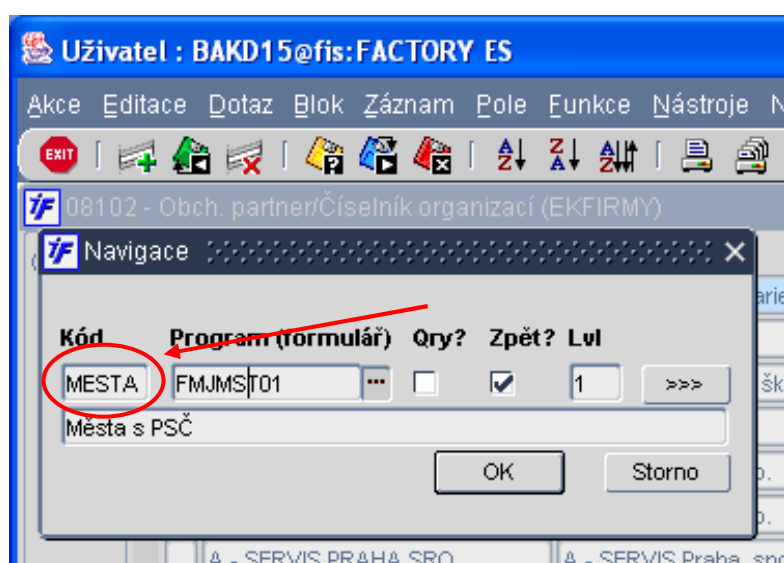 Uživatel : BAKD15@fis:FACTORY ES
Akce Editace Dotaz Blok Záznam Pole Funkce Nástroje N
EXIT
08102 - Obch. partner/Číselník organizací (EKFIRMY)
Navigace
Kód Program (formulář) Qry? Zpět? Lvl
MESTA FMJMST01 ... 1 >>>
Města s PSČ
OK Storno
A - SERVIS PRAHA SRO A - SERVIS Praha, spo